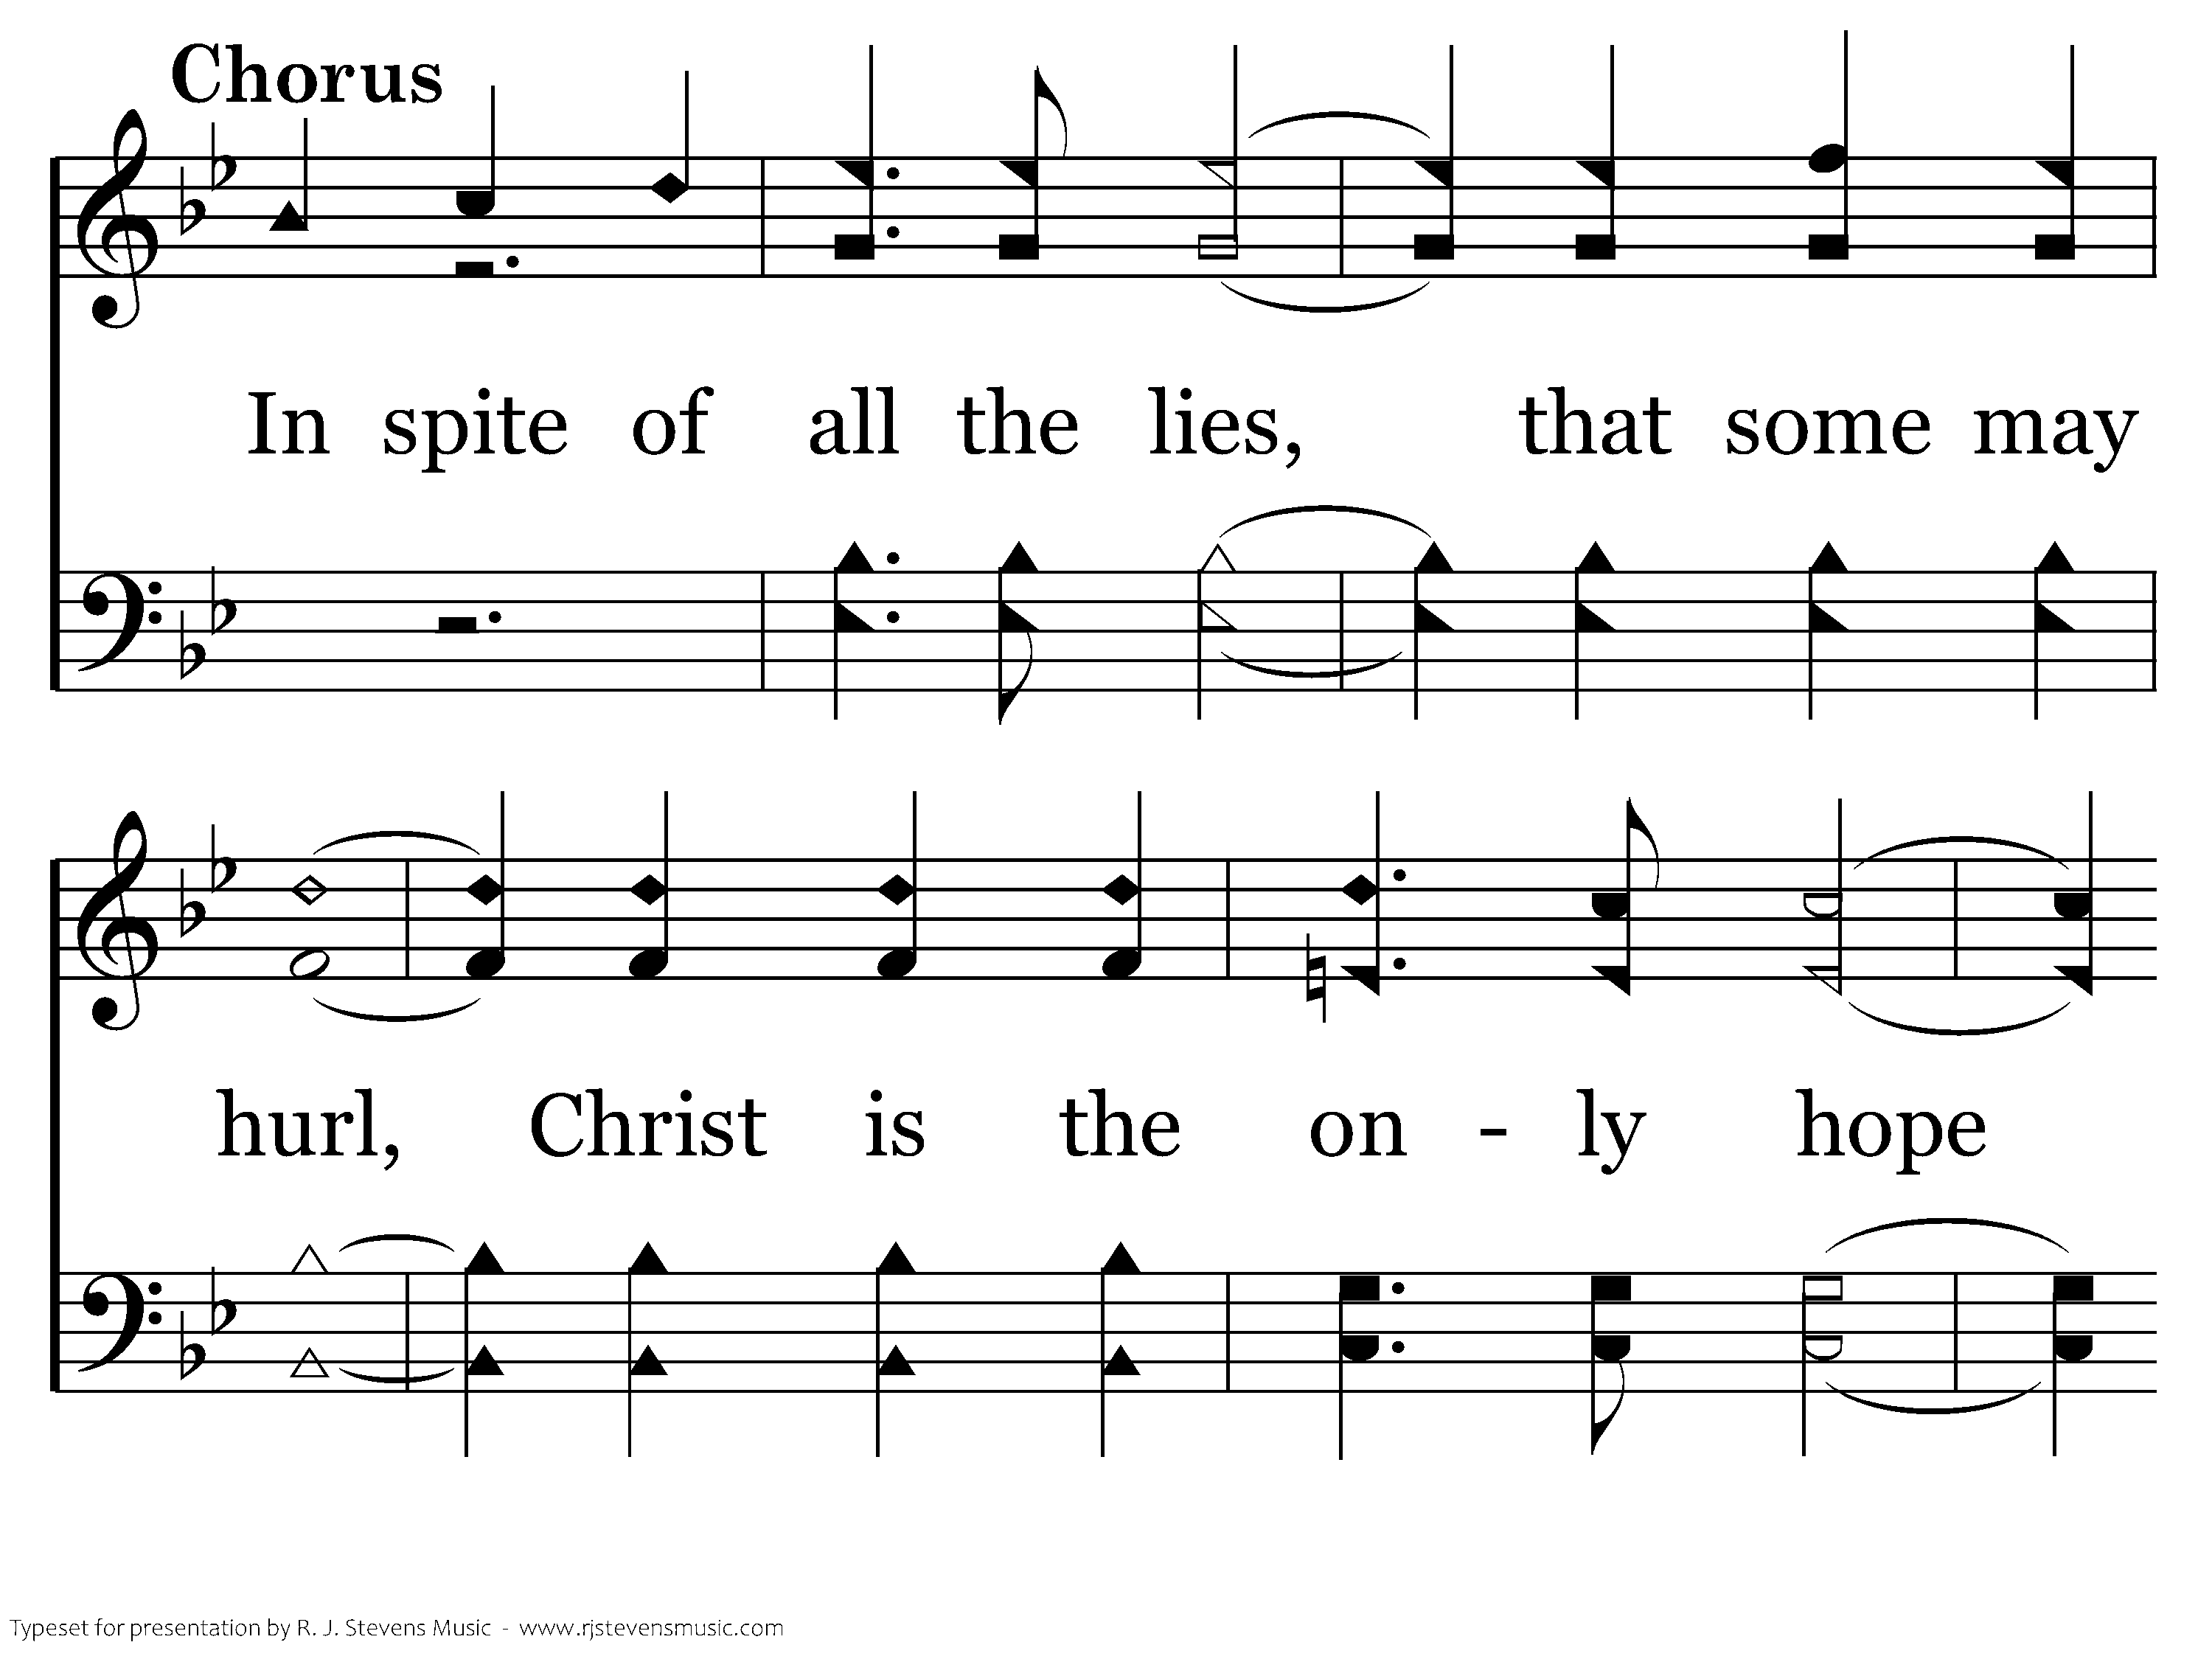 Chorus
In spite of all the lies, that some may
hurl, Christ is the on - ly hope
Typeset for presentation by R. J. Stevens Music - www.rjstevensmusic.com